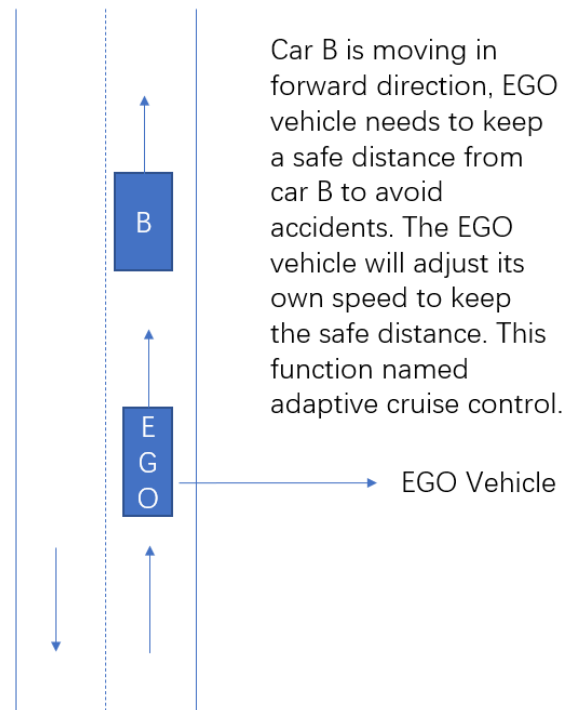 Car B is moving in
forward direction, EGO
vehicle needs to keep
a safe distance from
car B to avoid
accidents. The EGO
vehicle will adjust its
own speed to keep
the safe distance. This
function named
adaptive cruise control.
B
E
G
O
EGO Vehicle